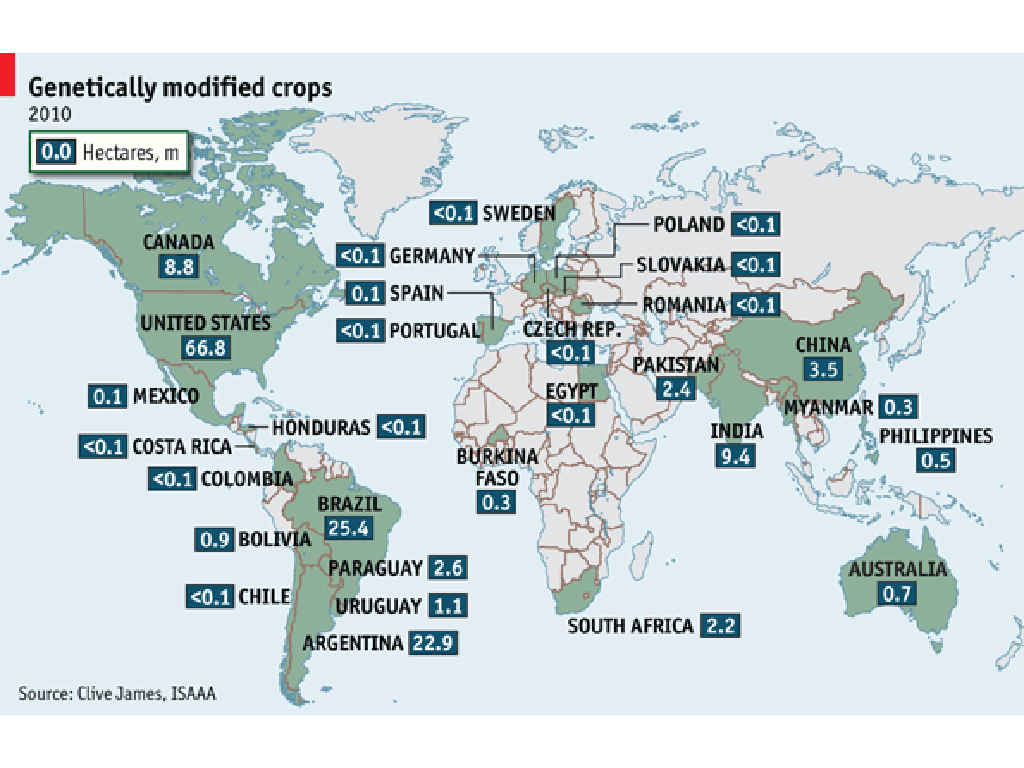 Genetically modified crops
2010
0.0 Hectares, m
CANADA
8.8
UNITED STATES
66.8
0.1 MEXICO
HONDURAS <0.1
<0.1 COSTA RICA
<0.1 COLOMBIA
BRAZIL
25.4
0.9 BOLIVIA
PARAGUAY 2.6
<0.1 CHILE
URUGUAY 1.1
ARGENTINA 22.9
<0.1 SWEDEN
<0.1 GERMANY
0.1 SPAIN
<0.1 PORTUGAL
POLAND <0.1
SLOVAKIA <0.1
ROMANIA <0.1
CZECH REP.
<0.1
EGYPT
<0.1
BURKINA
FASO
0.3
SOUTH AFRICA 2.2
PAKISTAN
2.4
INDIA
9.4
CHINA
3.5
MYANMAR 0.3
PHILIPPINES
0.5
AUSTRALIA
0.7
Source: Clive James, ISAAA